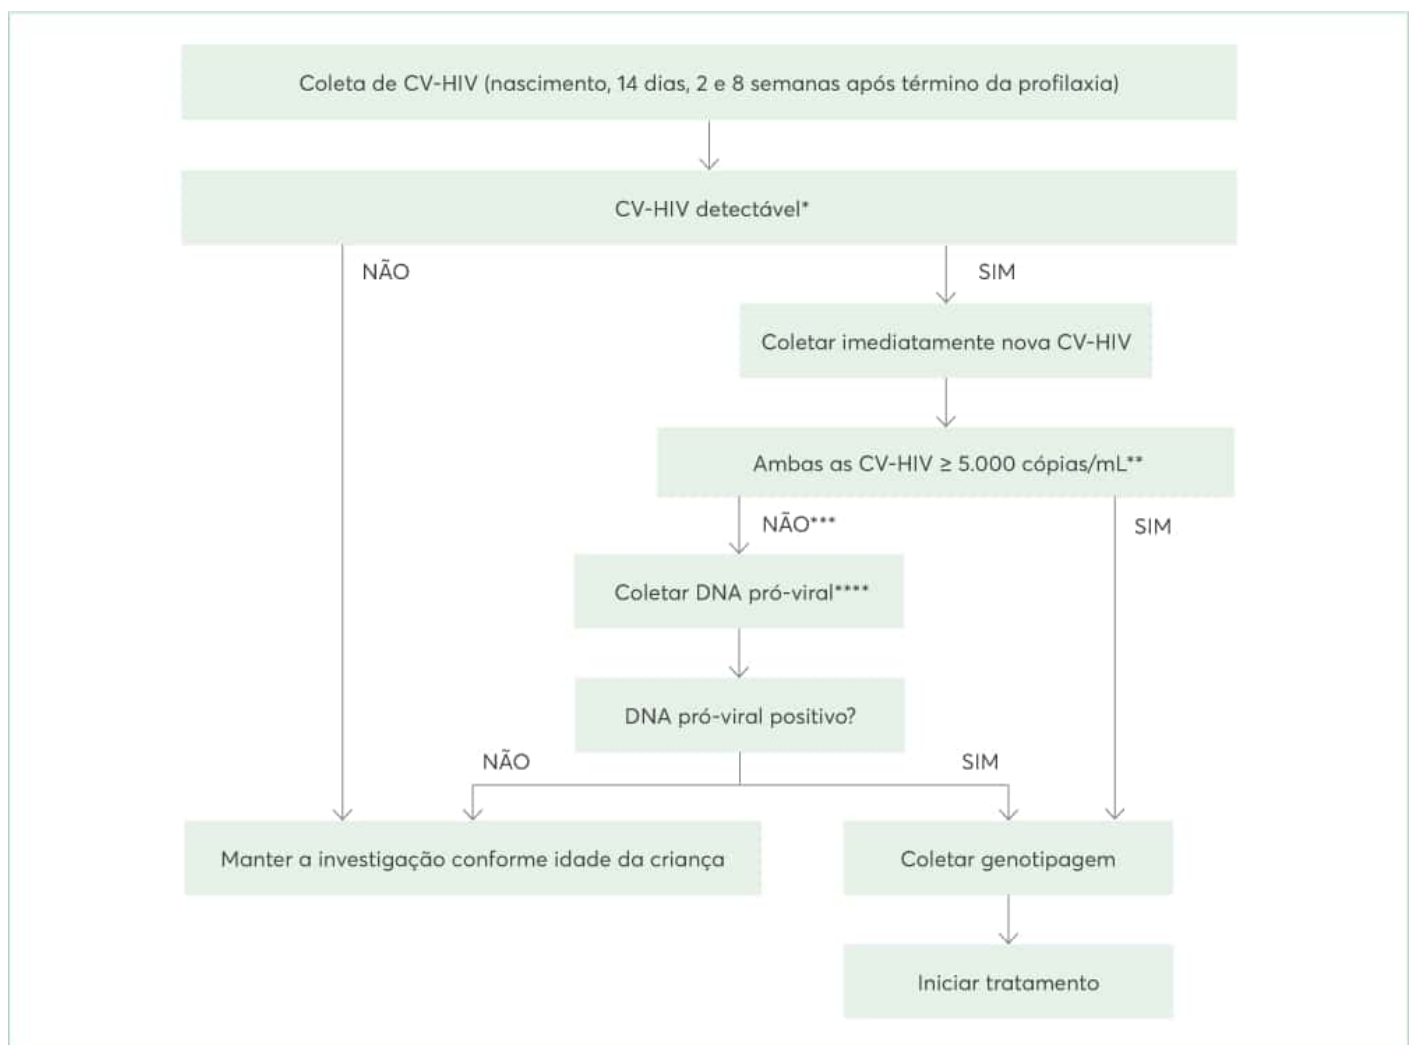 Coleta de CV-HIV (nascimento, 14 dias, 2 e 8 semanas após término da profilaxia)
CV-HIV detectável*
NÃO
SIM
Coletar imediatamente nova CV-HIV
Ambas as CV-HIV ≥ 5.000 cópias/mL**
NÃO***
SIM
Coletar DNA pró-viral****
DNA pró-viral positivo?
NÃO
SIM
Manter a investigação conforme idade da criança
Coletar genotipagem
Iniciar tratamento